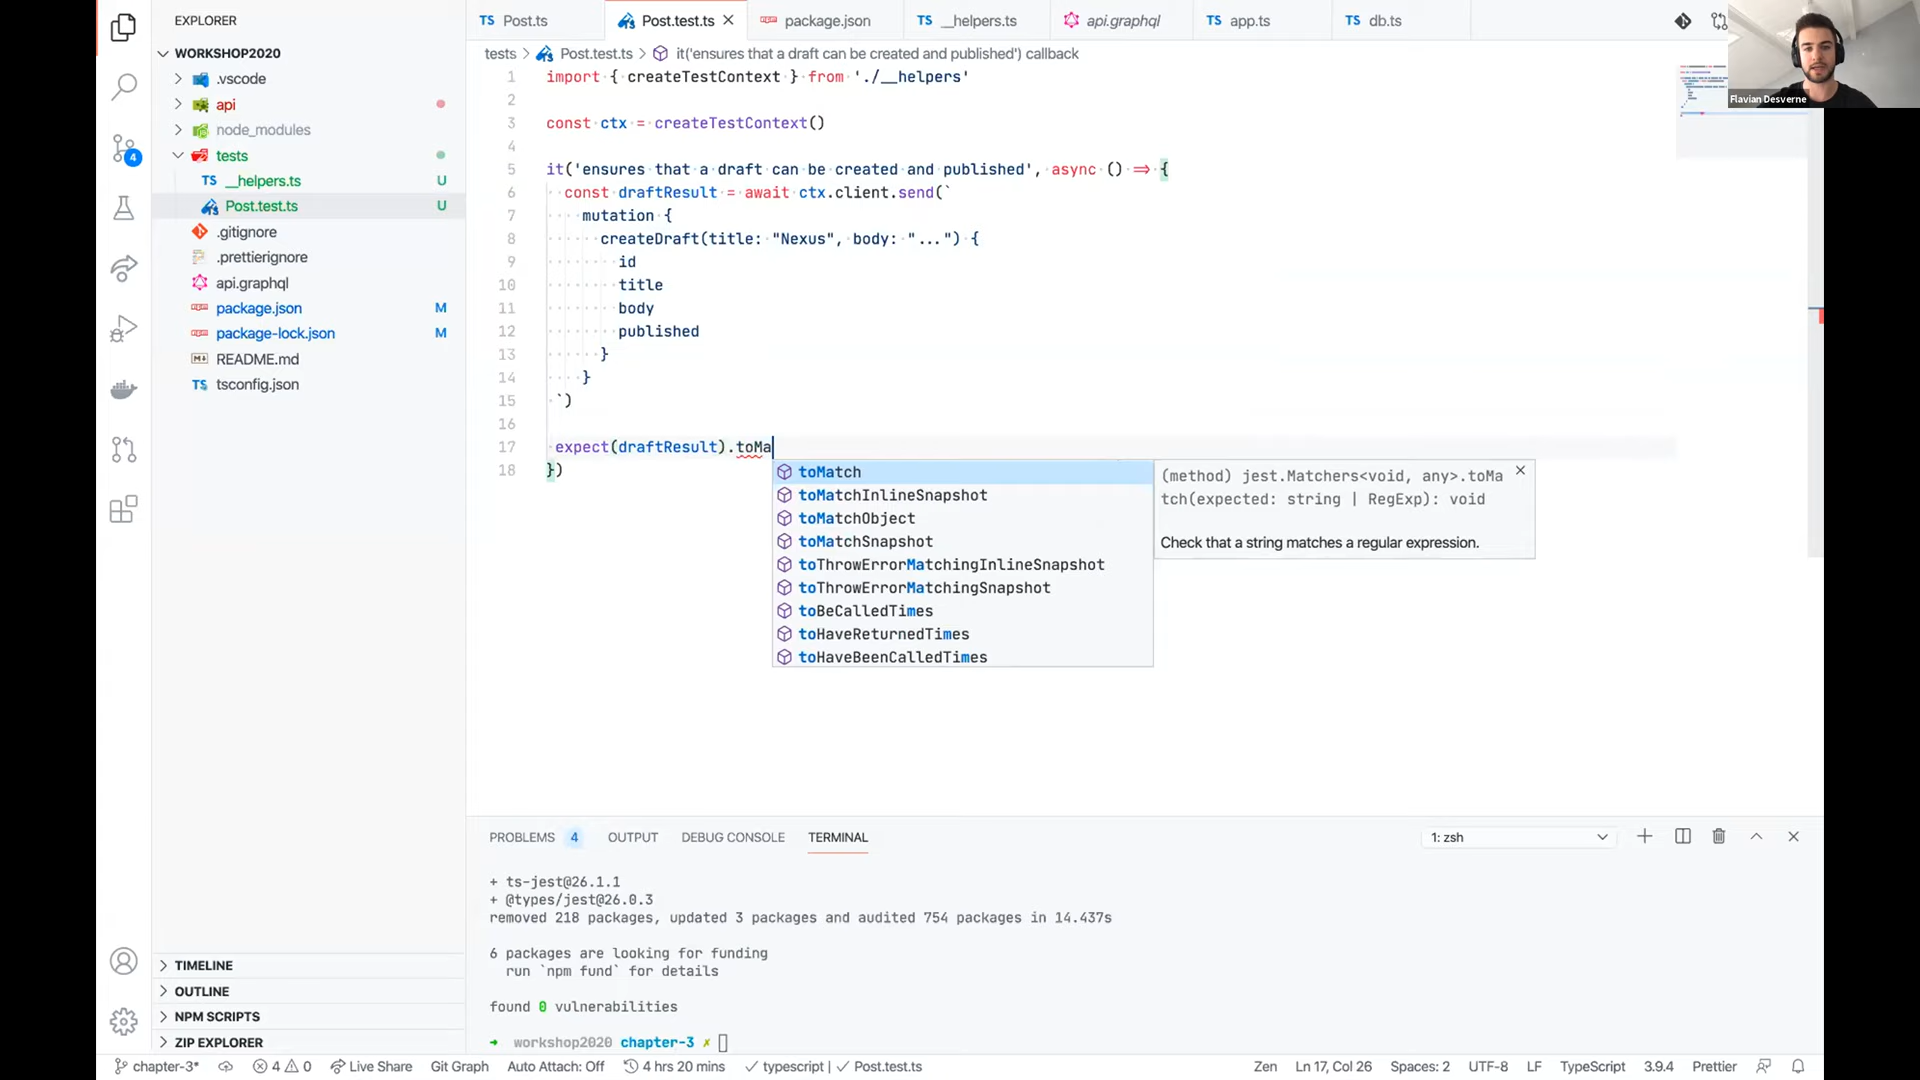 EXPLORER
WORKSHOP2020
.vscode
api
node_modules
tests
TS __helpers.ts U
Post.test.ts U
.gitignore
.prettierignore
api.graphql
package.json M
package-lock.json M
README.md
TS tsconfig.json
TIMELINE
OUTLINE
NPM SCRIPTS
ZIP EXPLORER
4
TS Post.ts
Post.test.ts
package.json
TS __helpers.ts
api.graphql
TS app.ts
TS db.ts
tests > Post.test.ts > it('ensures that a draft can be created and published') callback
1 import { createTestContext } from './__helpers'
2
3 const ctx = createTestContext()
4
5 it('ensures that a draft can be created and published', async () => {
6 const draftResult = await ctx.client.send(`
7 mutation {
8 createDraft(title: "Nexus", body: "...") {
9 id
10 title
11 body
12 published
13 }
14 }
15 `)
16
17 expect(draftResult).toMa
18 })
toMatch
toMatchInlineSnapshot
toMatchObject
toMatchSnapshot
toThrowErrorMatchingInlineSnapshot
toThrowErrorMatchingSnapshot
toBeCalledTimes
toHaveReturnedTimes
toHaveBeenCalledTimes
(method) jest.Matchers<void, any>.toMa
tch(expected: string | RegExp): void
Check that a string matches a regular expression.
Flavian Desverne
PROBLEMS 4 OUTPUT DEBUG CONSOLE TERMINAL
1: zsh
+ ts-jest@26.1.1
+ @types/jest@26.0.3
removed 218 packages, updated 3 packages and audited 754 packages in 14.437s
6 packages are looking for funding
run `npm fund` for details
found 0 vulnerabilities
➜ workshop2020 chapter-3 ✗
chapter-3* 4 0 Live Share Git Graph Auto Attach: Off 4 hrs 20 mins typescript | Post.test.ts Zen Ln 17, Col 26 Spaces: 2 UTF-8 LF TypeScript 3.9.4 Prettier